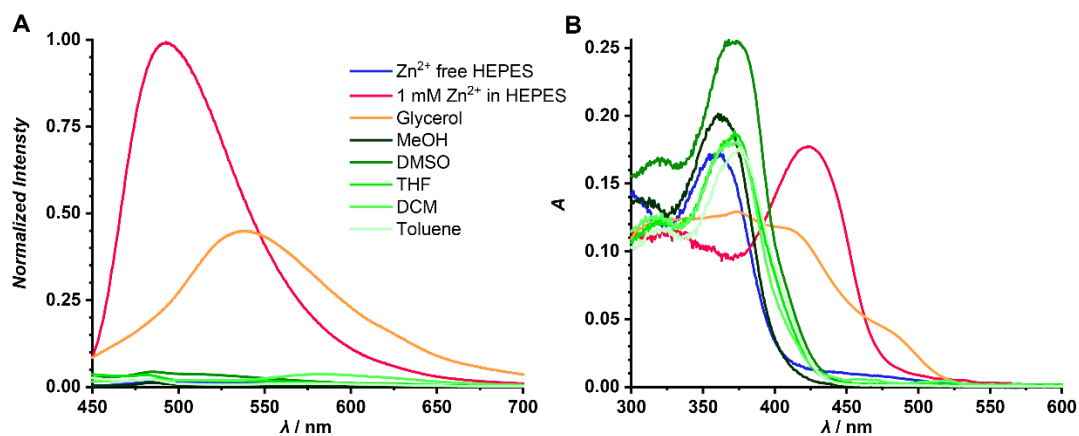 A
B
1.00
0.75
0.50
0.25
0.00
Normalized Intensty
450 500 550 600 650 700
λ / nm
Zn²⁺ free HEPES
1 mM Zn²⁺ in HEPES
Glycerol
MeOH
DMSO
THF
DCM
Toluene
0.25
0.20
0.15
0.10
0.05
0.00
A
300 350 400 450 500 550 600
λ / nm